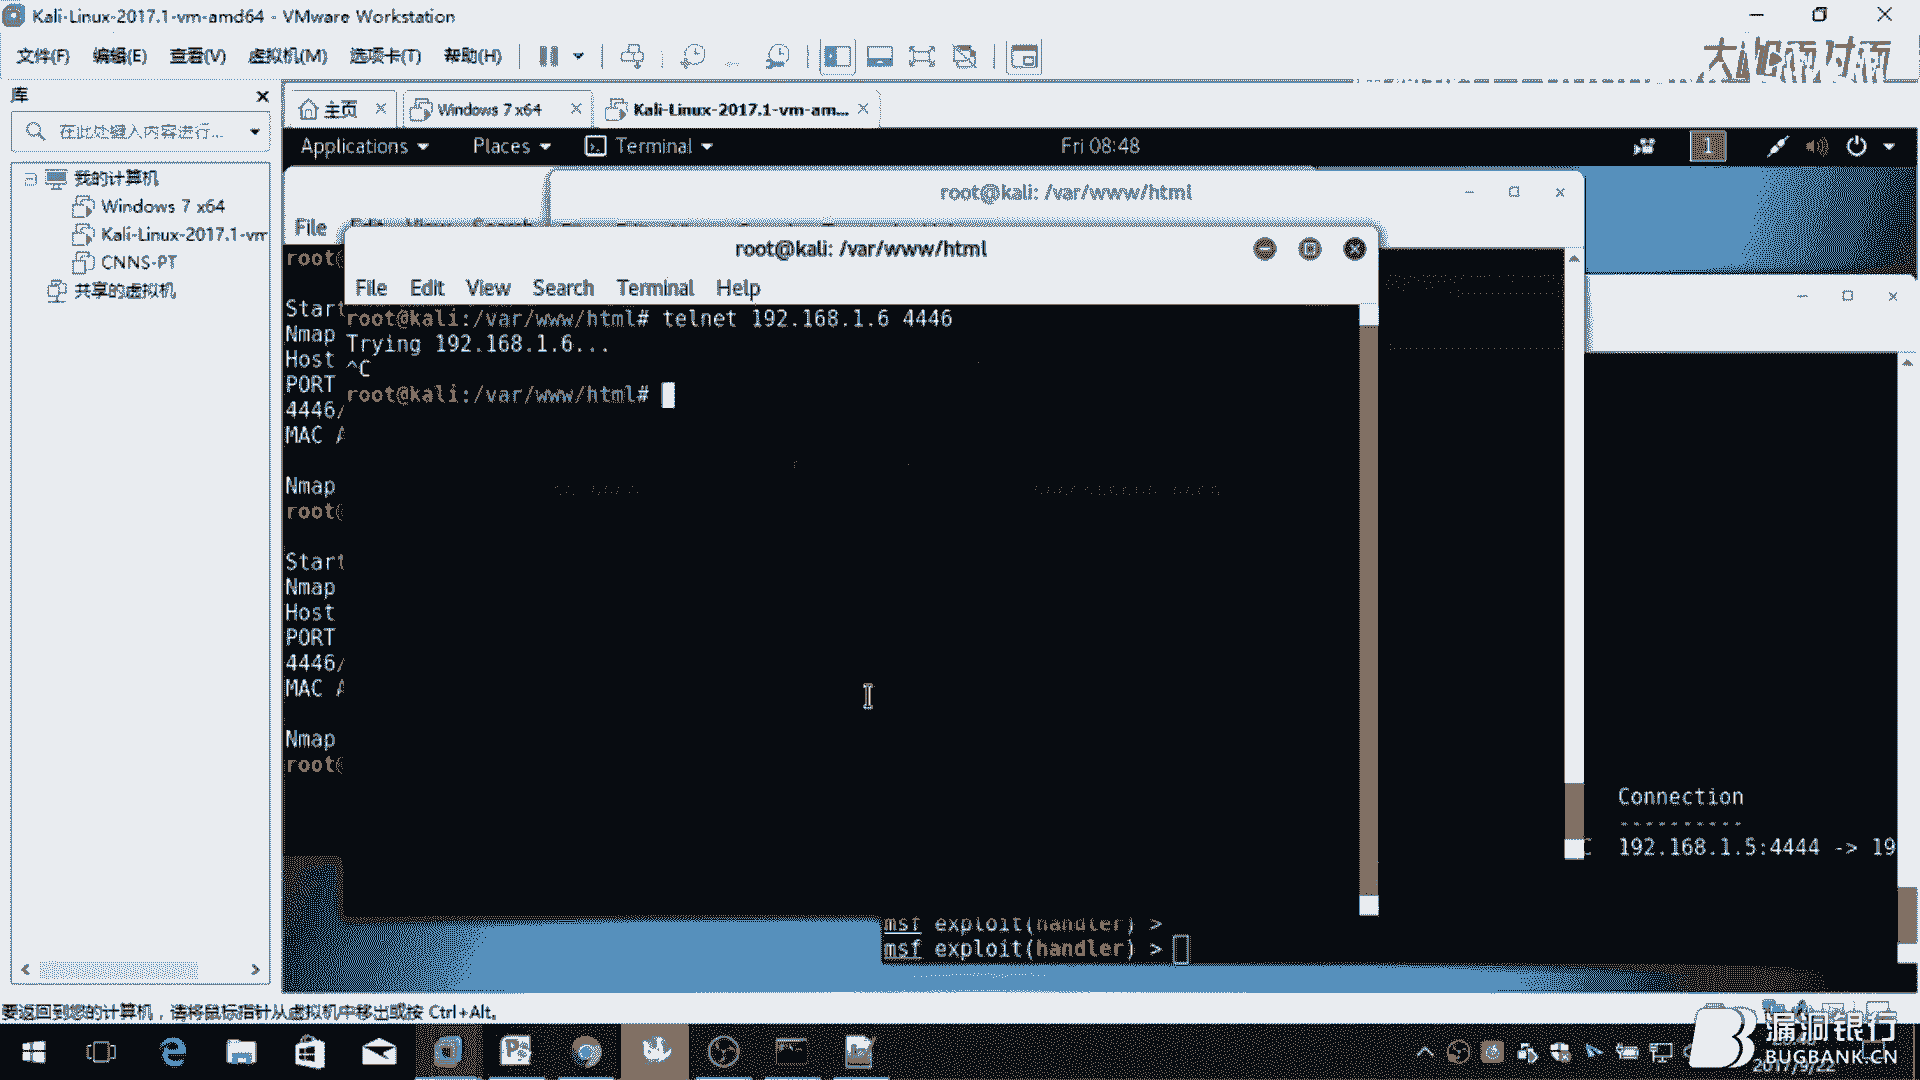 Kali-Linux-2017.1-vm-amd64 - VMware Workstation
文件(F) 编辑(E) 查看(V) 虚拟机(M) 选项卡(T) 帮助(H)
库
在此处键入内容进行...
主页 Windows 7 x64 Kali-Linux-2017.1-vm-am...
我的计算机
Windows 7 x64
Kali-Linux-2017.1-vm
CNNS-PT
共享的虚拟机
Applications Places Terminal Fri 08:48 1
root@kali: /var/www/html
File
root@kali: /var/www/html
File Edit View Search Terminal Help
root@kali:/var/www/html# telnet 192.168.1.6 4446
Trying 192.168.1.6...
^C
root@kali:/var/www/html#
root@
Start
Nmap
Host
PORT
4446/
MAC A
Nmap
root@
Start
Nmap
Host
PORT
4446/
MAC A
Nmap
root@
Connection
----------
192.168.1.5:4444 -> 19
msf exploit(handler) >
msf exploit(handler) >
要返回到您的计算机，请将鼠标指针从虚拟机中移出或按 Ctrl+Alt。
漏洞银行
BUGBANK.CN
2017/9/22